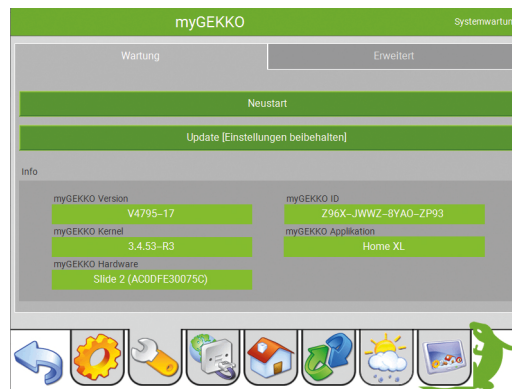 myGEKKO
Systemwartun
Wartung
Erweitert
Neustart
Update [Einstellungen beibehalten]
Info
myGEKKO Version
V4795-17
myGEKKO ID
Z96X-JWWZ-8YAO-ZP93
myGEKKO Kernel
3.4.53-R3
myGEKKO Applikation
Home XL
myGEKKO Hardware
Slide 2 (AC0DFE30075C)